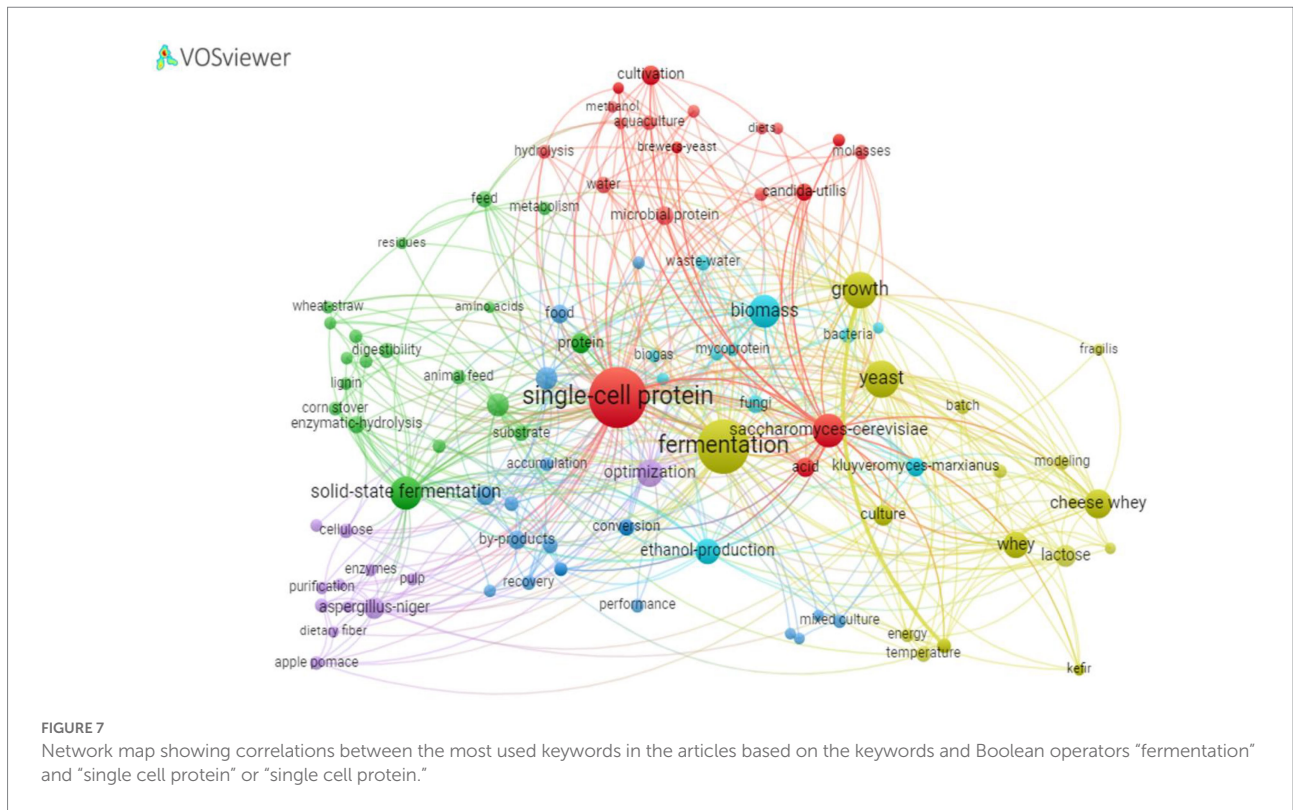 VOSviewer
cultivation
methanol
aquaculture
diets
hydrolysis
brewers-yeast
molasses
water
candida-utilis
feed
metabolism
microbial protein
residues
waste-water
growth
wheat-straw
amino acids
food
biomass
protein
bacteria
digestibility
biogas
mycoprotein
fragilis
lignin
animal feed
yeast
single-cell protein
corn stover
fungi
batch
enzymatic-hydrolysis
substrate
saccharomyces-cerevisiae
fermentation
accumulation
optimization
acid
kluyveromyces-marxianus
modeling
solid-state fermentation
cheese whey
cellulose
by-products
conversion
culture
ethanol-production
whey
lactose
enzymes
purification
pulp
recovery
aspergillus-niger
performance
mixed culture
dietary fiber
energy
temperature
apple pomace
kefir
FIGURE 7
Network map showing correlations between the most used keywords in the articles based on the keywords and Boolean operators “fermentation”
and “single cell protein” or “single cell protein.”